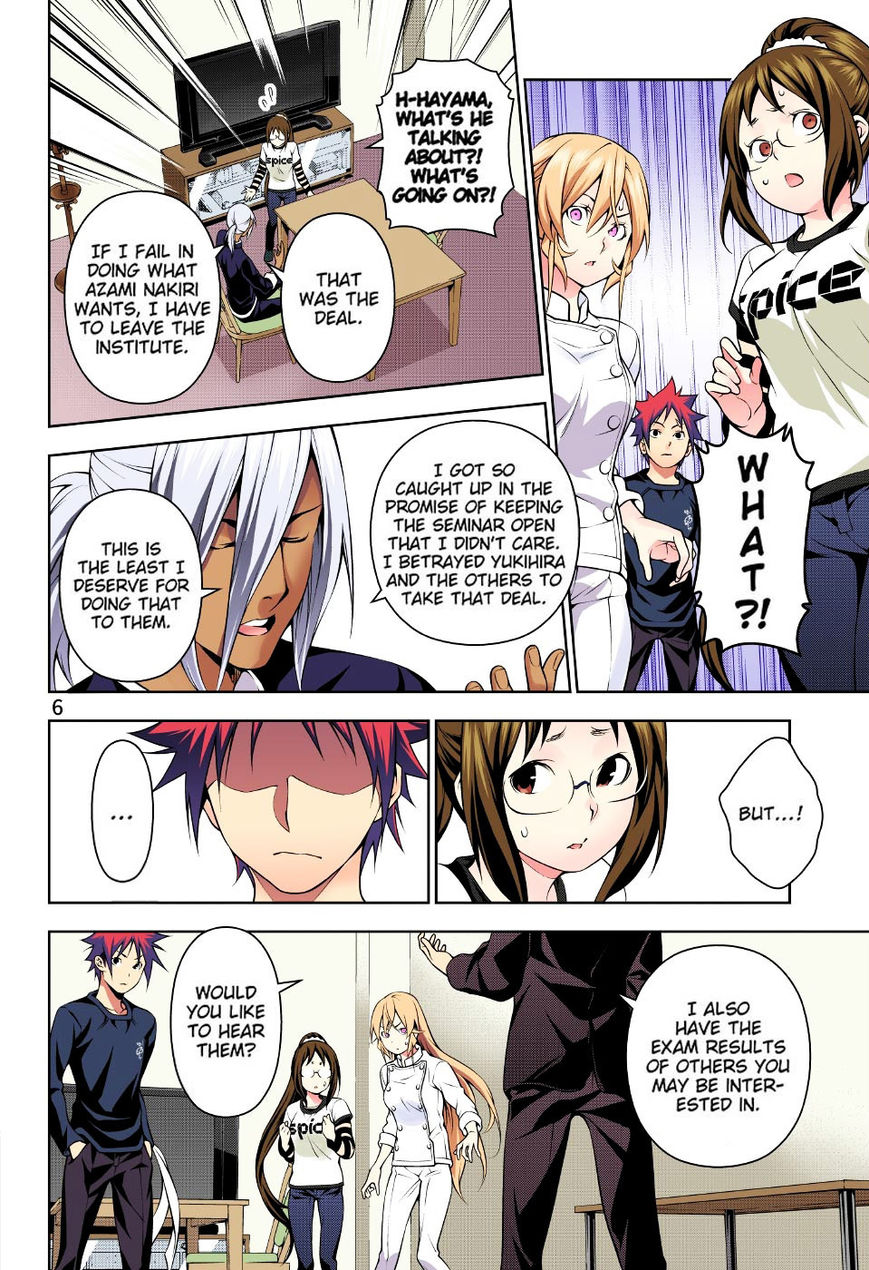 WHAT?!
spice
H-HAYAMA,
WHAT'S HE
TALKING
ABOUT?!
WHAT'S
GOING ON?!
spice
THAT
WAS THE
DEAL.
IF I FAIL IN
DOING WHAT
AZAMI NAKIRI
WANTS, I HAVE
TO LEAVE THE
INSTITUTE.
I GOT SO
CAUGHT UP IN THE
PROMISE OF KEEPING
THE SEMINAR OPEN
THAT I DIDN'T CARE.
I BETRAYED YUKIHIRA
AND THE OTHERS TO
TAKE THAT DEAL.
THIS IS
THE LEAST I
DESERVE FOR
DOING THAT
TO THEM.
6
BUT...!
...
I ALSO
HAVE THE
EXAM RESULTS
OF OTHERS YOU
MAY BE INTER-
ESTED IN.
WOULD
YOU LIKE
TO HEAR
THEM?
spice